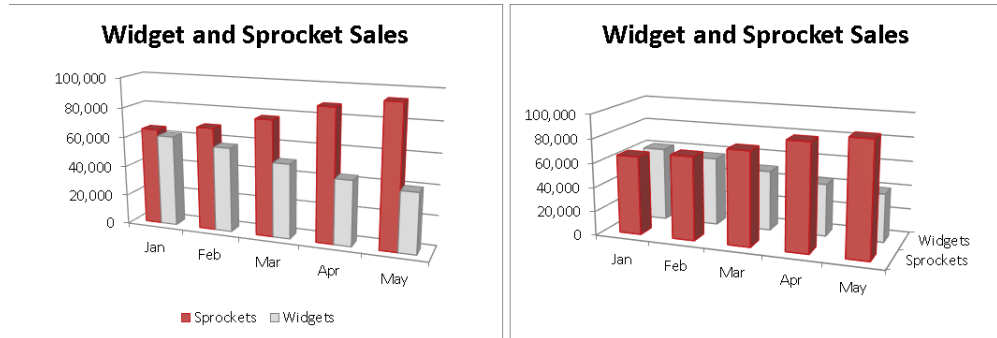 Widget and Sprocket Sales
100,000
80,000
60,000
40,000
20,000
0
Jan
Feb
Mar
Apr
May
Sprockets Widgets
Widget and Sprocket Sales
100,000
80,000
60,000
40,000
20,000
0
Jan
Feb
Mar
Apr
May
Widgets
Sprockets